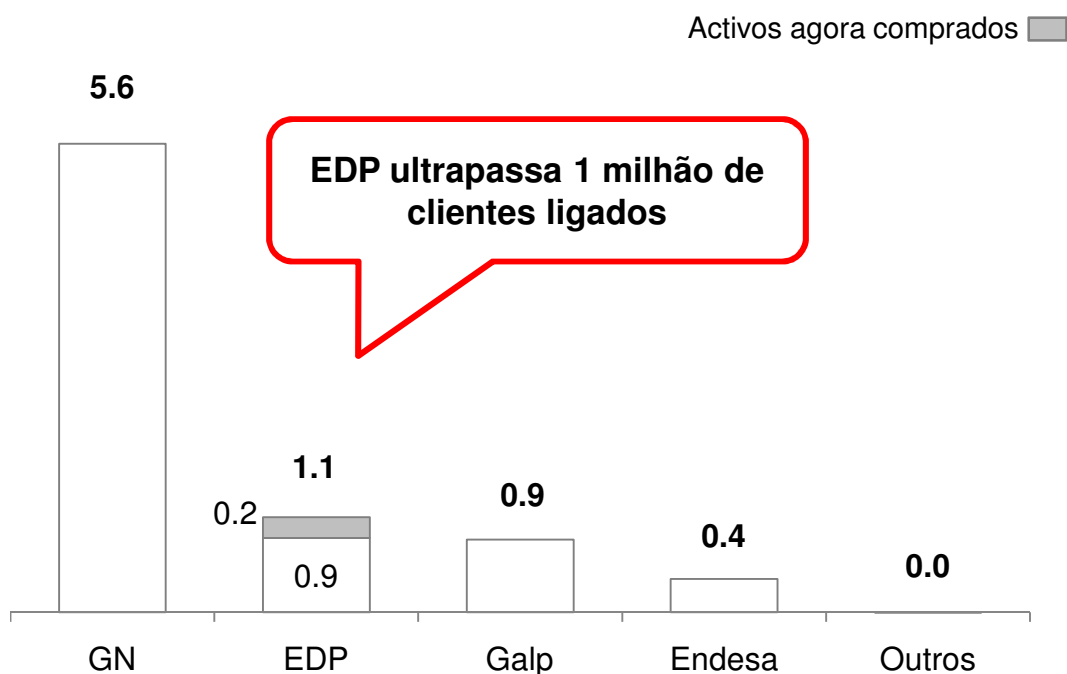 Activos agora comprados
5.6
EDP ultrapassa 1 milhão de
clientes ligados
1.1
0.2
0.9
0.9
0.4
0.0
GN
EDP
Galp
Endesa
Outros